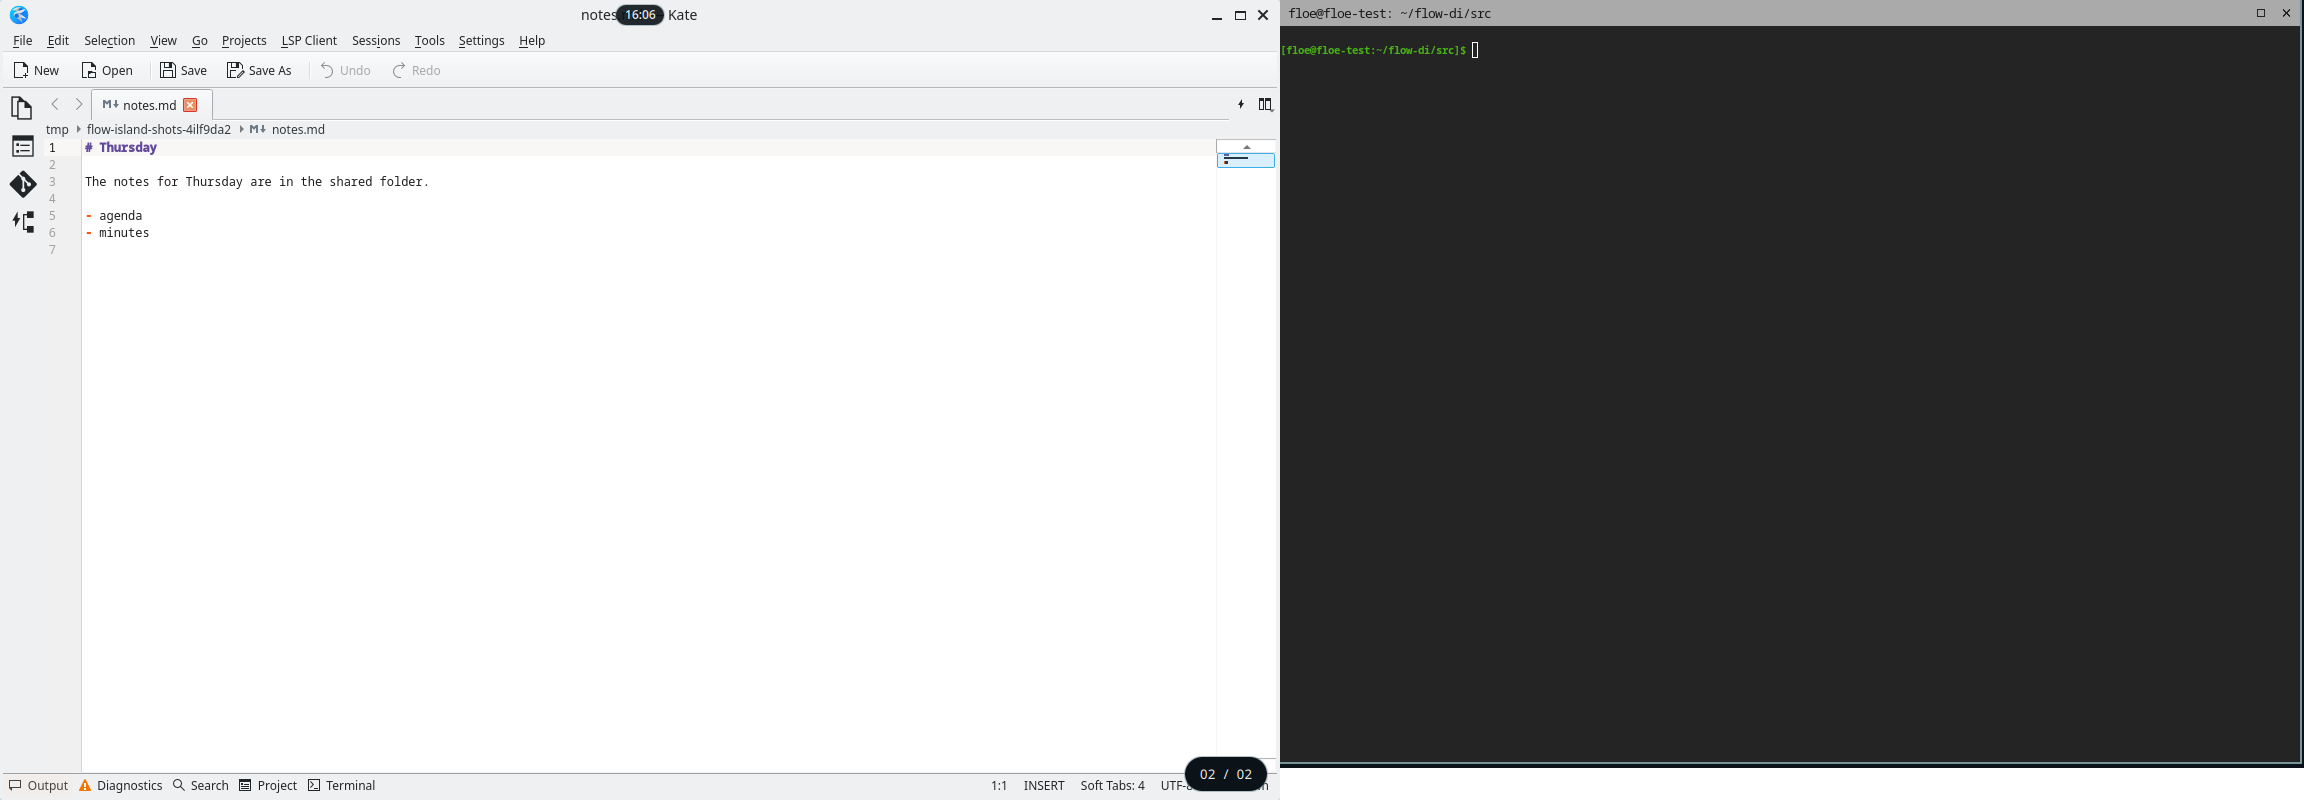 notes
16:06
Kate
File Edit Selection View Go Projects LSP Client Sessions Tools Settings Help
New Open Save Save As Undo Redo
notes.md
tmp flow-island-shots-4ilf9da2 notes.md
1 # Thursday
2
3 The notes for Thursday are in the shared folder.
4
5 - agenda
6 - minutes
7
Output Diagnostics Search Project Terminal
1:1 INSERT Soft Tabs: 4
02 / 02
floe@floe-test: ~/flow-di/src
[floe@floe-test:~/flow-di/src]$